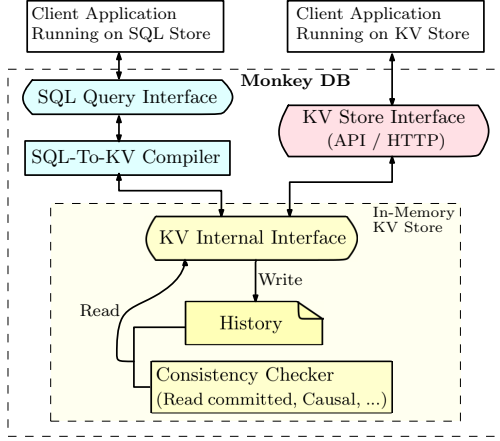 Client Application
Running on SQL Store
Client Application
Running on KV Store
Monkey DB
SQL Query Interface
KV Store Interface
(API / HTTP)
SQL-To-KV Compiler
In-Memory
KV Store
KV Internal Interface
Write
Read
History
Consistency Checker
(Read committed, Causal, ...)